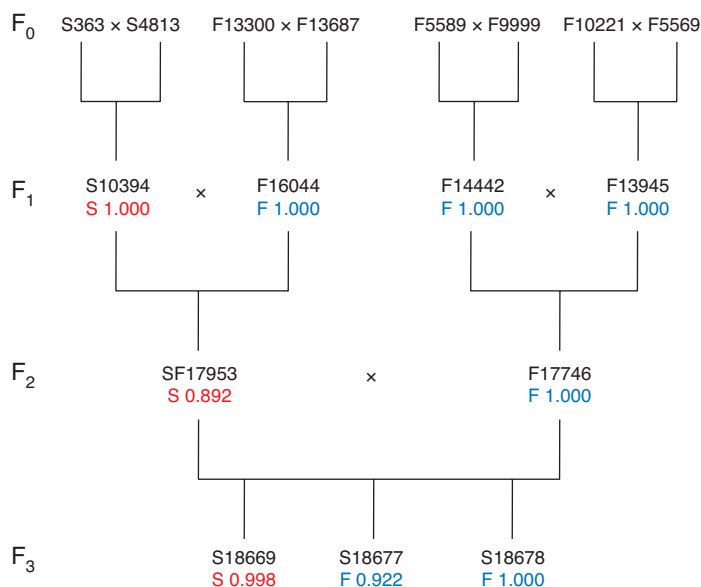 F0 S363 × S4813 F13300 × F13687 F5589 × F9999 F10221 × F5569
F1 S10394 × F16044 F14442 × F13945
S 1.000 F 1.000 F 1.000 F 1.000
F2 SF17953 × F17746
S 0.892 F 1.000
F3 S18669 S18677 S18678
S 0.998 F 0.922 F 1.000